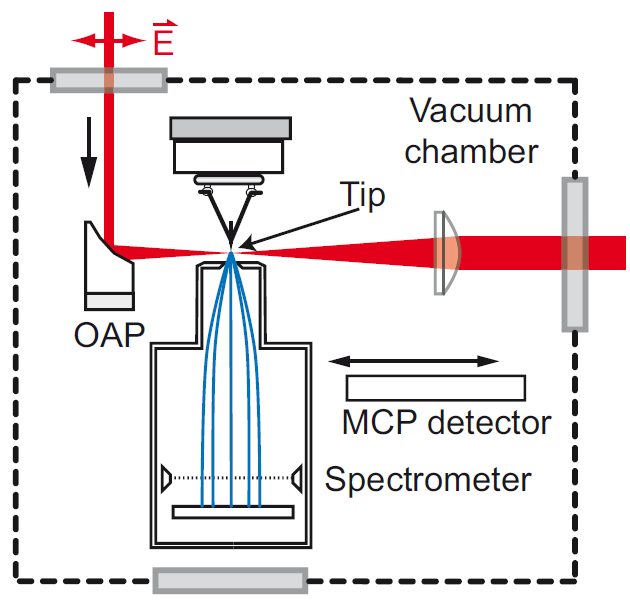 E
Vacuum
chamber
Tip
OAP
MCP detector
Spectrometer